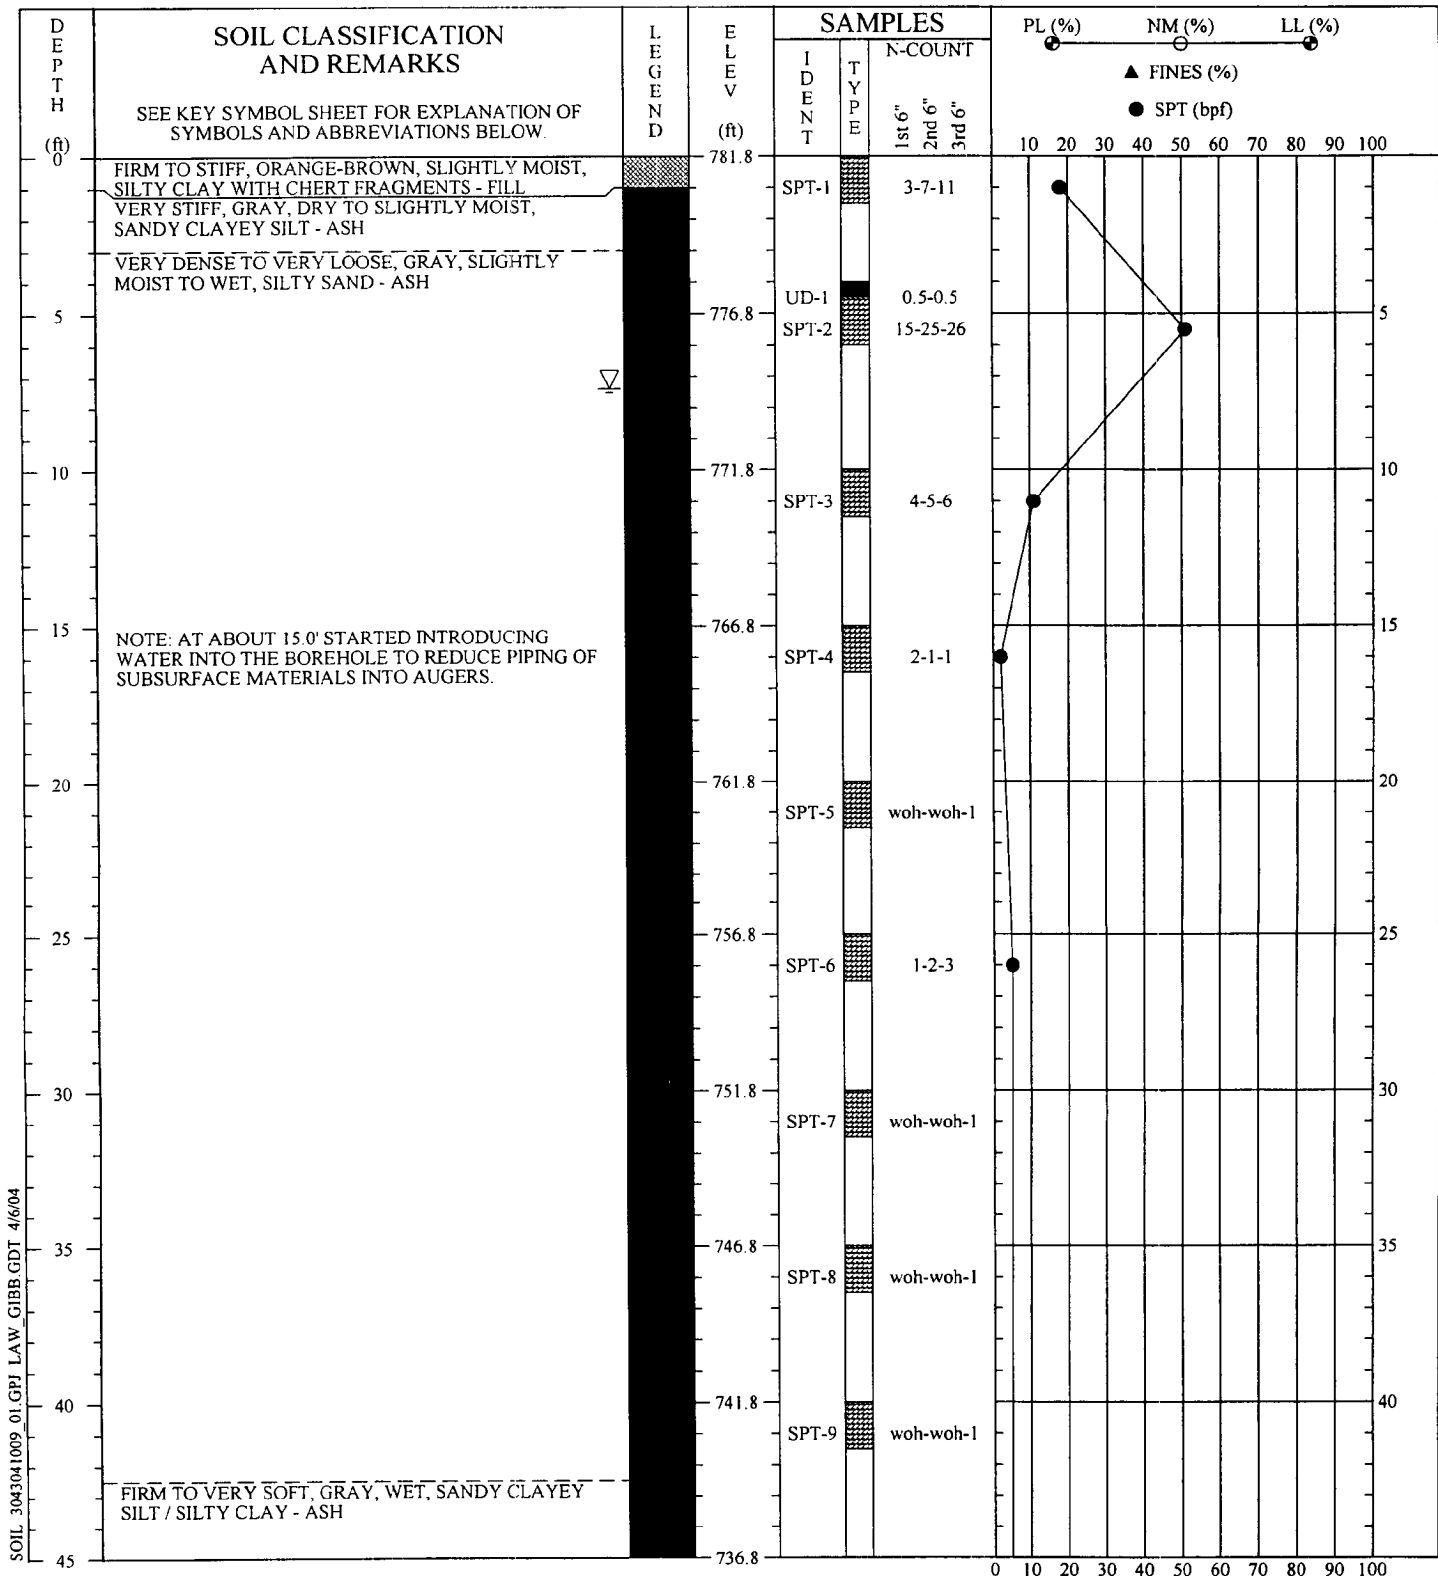 DEPTH
(ft)
SOIL CLASSIFICATION
AND REMARKS
SEE KEY SYMBOL SHEET FOR EXPLANATION OF
SYMBOLS AND ABBREVIATIONS BELOW.
LEGEND
ELEV
(ft)
SAMPLES
IDENT
TYPE
N-COUNT
1st 6"
2nd 6"
3rd 6"
PL (%) NM (%) LL (%)
▲ FINES (%)
● SPT (bpf)
10 20 30 40 50 60 70 80 90 100
0
FIRM TO STIFF, ORANGE-BROWN, SLIGHTLY MOIST,
SILTY CLAY WITH CHERT FRAGMENTS - FILL
781.8
SPT-1 3-7-11
VERY STIFF, GRAY, DRY TO SLIGHTLY MOIST,
SANDY CLAYEY SILT - ASH
VERY DENSE TO VERY LOOSE, GRAY, SLIGHTLY
MOIST TO WET, SILTY SAND - ASH
UD-1 0.5-0.5
5 776.8 5
SPT-2 15-25-26
10 771.8 10
SPT-3 4-5-6
15 766.8 15
NOTE: AT ABOUT 15.0' STARTED INTRODUCING
WATER INTO THE BOREHOLE TO REDUCE PIPING OF
SUBSURFACE MATERIALS INTO AUGERS.
SPT-4 2-1-1
20 761.8 20
SPT-5 woh-woh-1
25 756.8 25
SPT-6 1-2-3
30 751.8 30
SPT-7 woh-woh-1
35 746.8 35
SPT-8 woh-woh-1
40 741.8 40
SPT-9 woh-woh-1
FIRM TO VERY SOFT, GRAY, WET, SANDY CLAYEY
SILT / SILTY CLAY - ASH
45 736.8
0 10 20 30 40 50 60 70 80 90 100
SOIL 3043041009_01.GPJ LAW_GIBB.GDT 4/6/04